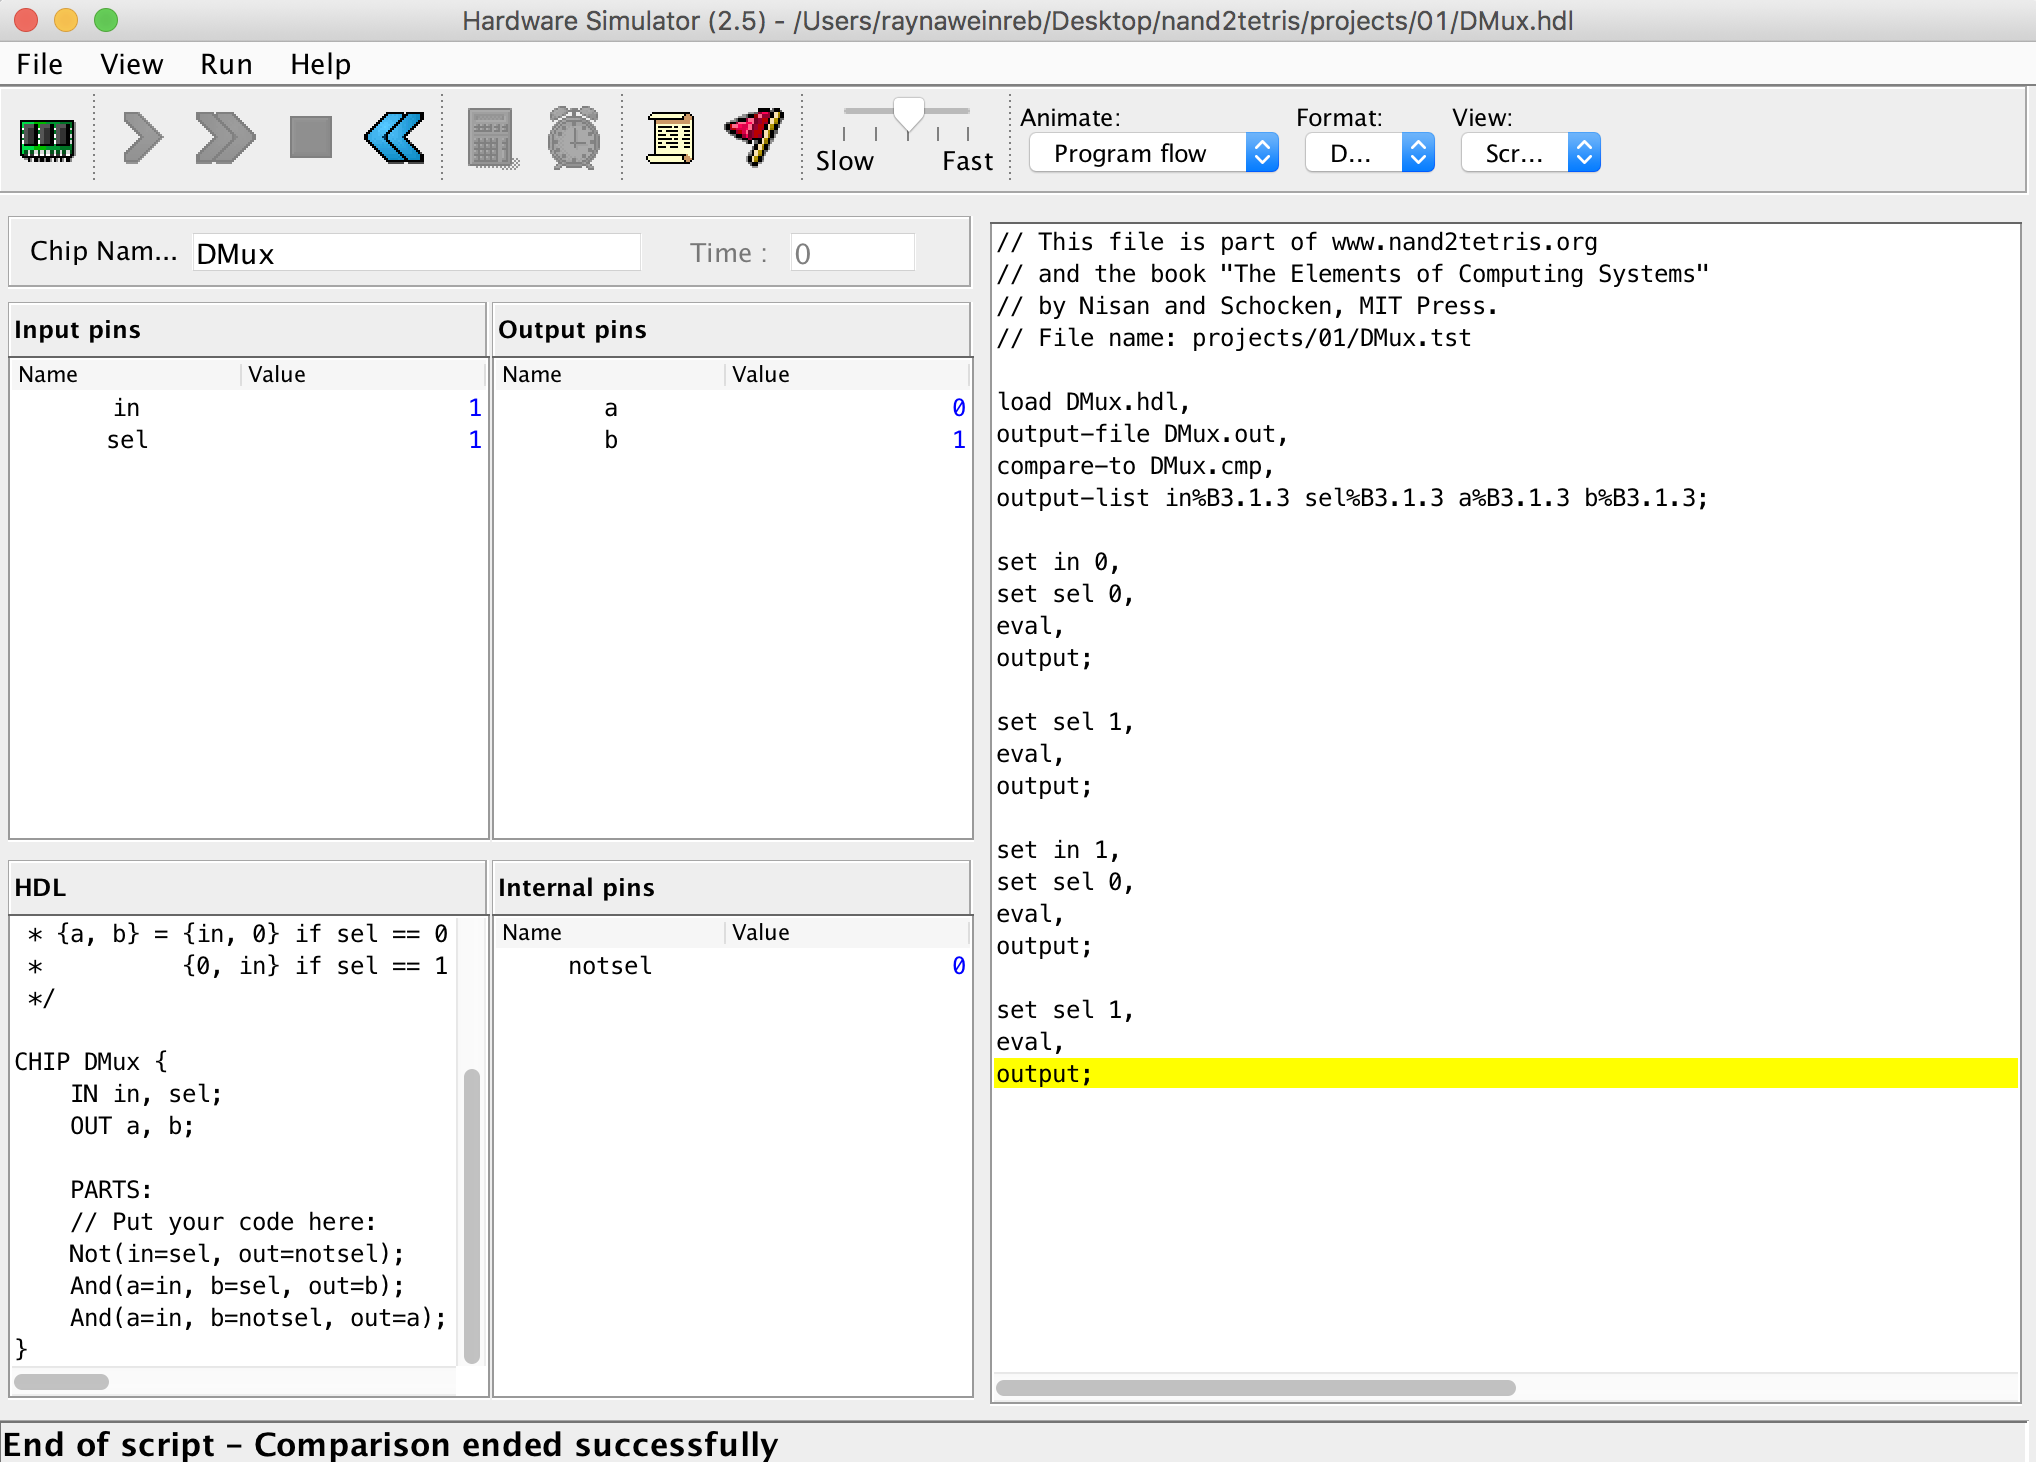 Hardware Simulator (2.5) - /Users/raynaweinreb/Desktop/nand2tetris/projects/01/DMux.hdl
File View Run Help
Animate: Format: View:
Slow Fast Program flow D... Scr...
Chip Nam... DMux Time : 0
Input pins
Name Value
in 1
sel 1
Output pins
Name Value
a 0
b 1
HDL
* {a, b} = {in, 0} if sel == 0
*          {0, in} if sel == 1
*/
CHIP DMux {
    IN in, sel;
    OUT a, b;
    PARTS:
    // Put your code here:
    Not(in=sel, out=notsel);
    And(a=in, b=sel, out=b);
    And(a=in, b=notsel, out=a);
}
Internal pins
Name Value
notsel 0
// This file is part of www.nand2tetris.org
// and the book "The Elements of Computing Systems"
// by Nisan and Schocken, MIT Press.
// File name: projects/01/DMux.tst
load DMux.hdl,
output-file DMux.out,
compare-to DMux.cmp,
output-list in%B3.1.3 sel%B3.1.3 a%B3.1.3 b%B3.1.3;
set in 0,
set sel 0,
eval,
output;
set sel 1,
eval,
output;
set in 1,
set sel 0,
eval,
output;
set sel 1,
eval,
output;
End of script - Comparison ended successfully